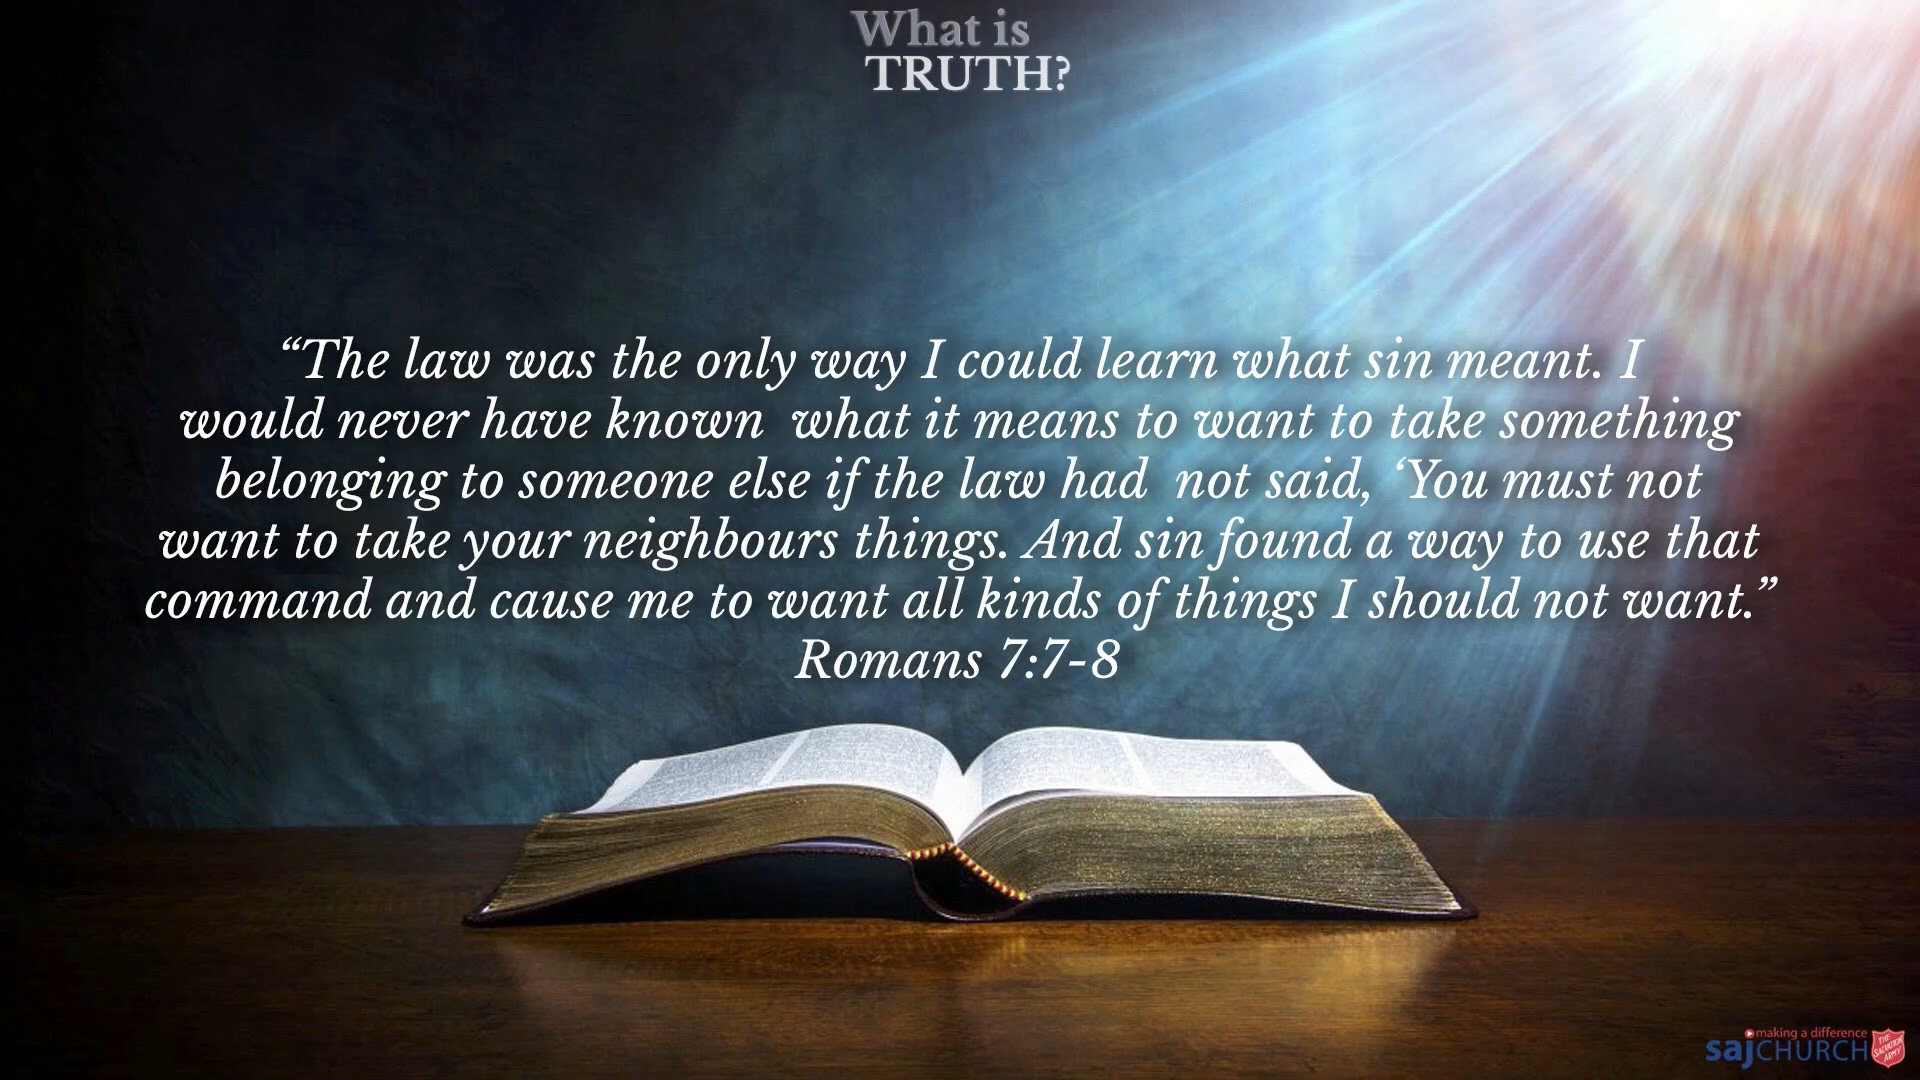 What is
TRUTH?
“The law was the only way I could learn what sin meant. I
would never have known  what it means to want to take something
belonging to someone else if the law had  not said, ‘You must not
want to take your neighbours things. And sin found a way to use that
command and cause me to want all kinds of things I should not want.”
Romans 7:7-8
making a difference
sajCHURCH
THE
SALVATION
ARMY